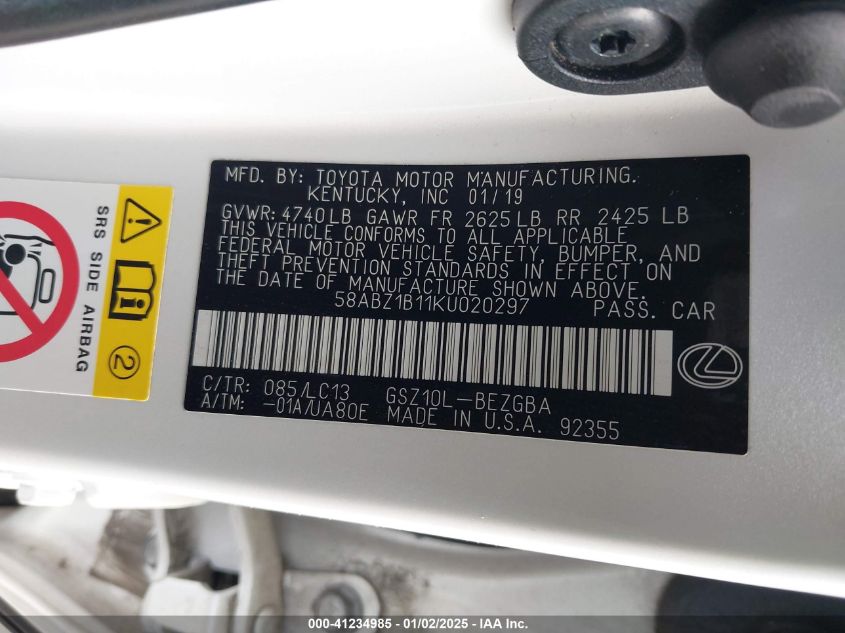 MFD. BY: TOYOTA MOTOR MANUFACTURING.
KENTUCKY, INC 01/19
GVWR: 4740LB GAWR FR 2625LB RR 2425 LB
THIS VEHICLE CONFORMS TO ALL APPLICABLE
FEDERAL MOTOR VEHICLE SAFETY, BUMPER, AND
THEFT PREVENTION STANDARDS IN EFFECT ON
THE DATE OF MANUFACTURE SHOWN ABOVE.
58ABZ1B11KU020297 PASS. CAR
C/TR: 085/LC13 GSZ10L-BEZGBA
A/TM: -01A/UA80E MADE IN U.S.A. 92355
SRS SIDE AIRBAG
2
000-41234985 - 01/02/2025 - IAAI.COM